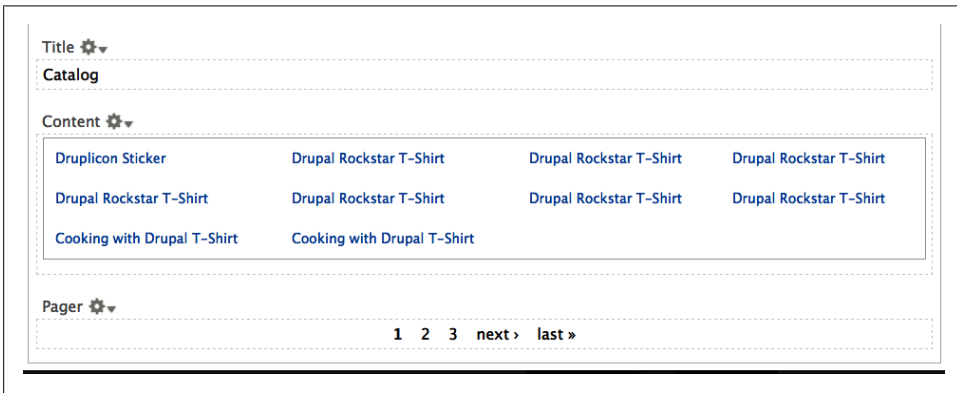 Title
Catalog
Content
Druplicon Sticker Drupal Rockstar T-Shirt Drupal Rockstar T-Shirt Drupal Rockstar T-Shirt
Drupal Rockstar T-Shirt Drupal Rockstar T-Shirt Drupal Rockstar T-Shirt Drupal Rockstar T-Shirt
Cooking with Drupal T-Shirt Cooking with Drupal T-Shirt
Pager
1 2 3 next › last »